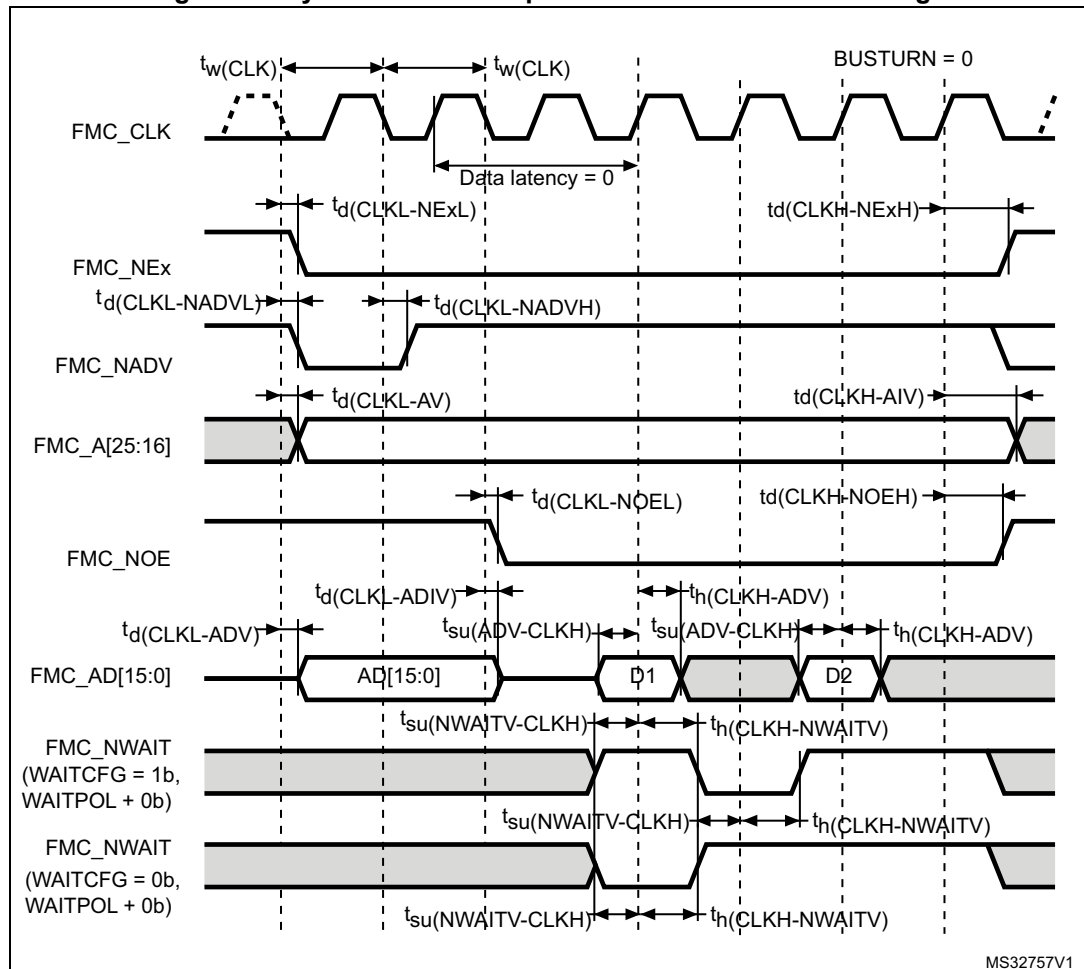 tw(CLK) tw(CLK) BUSTURN = 0
FMC_CLK
Data latency = 0
td(CLKL-NExL) td(CLKH-NExH)
FMC_NEx
td(CLKL-NADVL) td(CLKL-NADVH)
FMC_NADV
td(CLKL-AV) td(CLKH-AIV)
FMC_A[25:16]
td(CLKL-NOEL) td(CLKH-NOEH)
FMC_NOE
td(CLKL-ADIV) th(CLKH-ADV)
td(CLKL-ADV) tsu(ADV-CLKH) tsu(ADV-CLKH) th(CLKH-ADV)
FMC_AD[15:0] AD[15:0] D1 D2
tsu(NWAITV-CLKH) th(CLKH-NWAITV)
FMC_NWAIT
(WAITCFG = 1b,
WAITPOL + 0b)
tsu(NWAITV-CLKH) th(CLKH-NWAITV)
FMC_NWAIT
(WAITCFG = 0b,
WAITPOL + 0b)
tsu(NWAITV-CLKH) th(CLKH-NWAITV)
MS32757V1